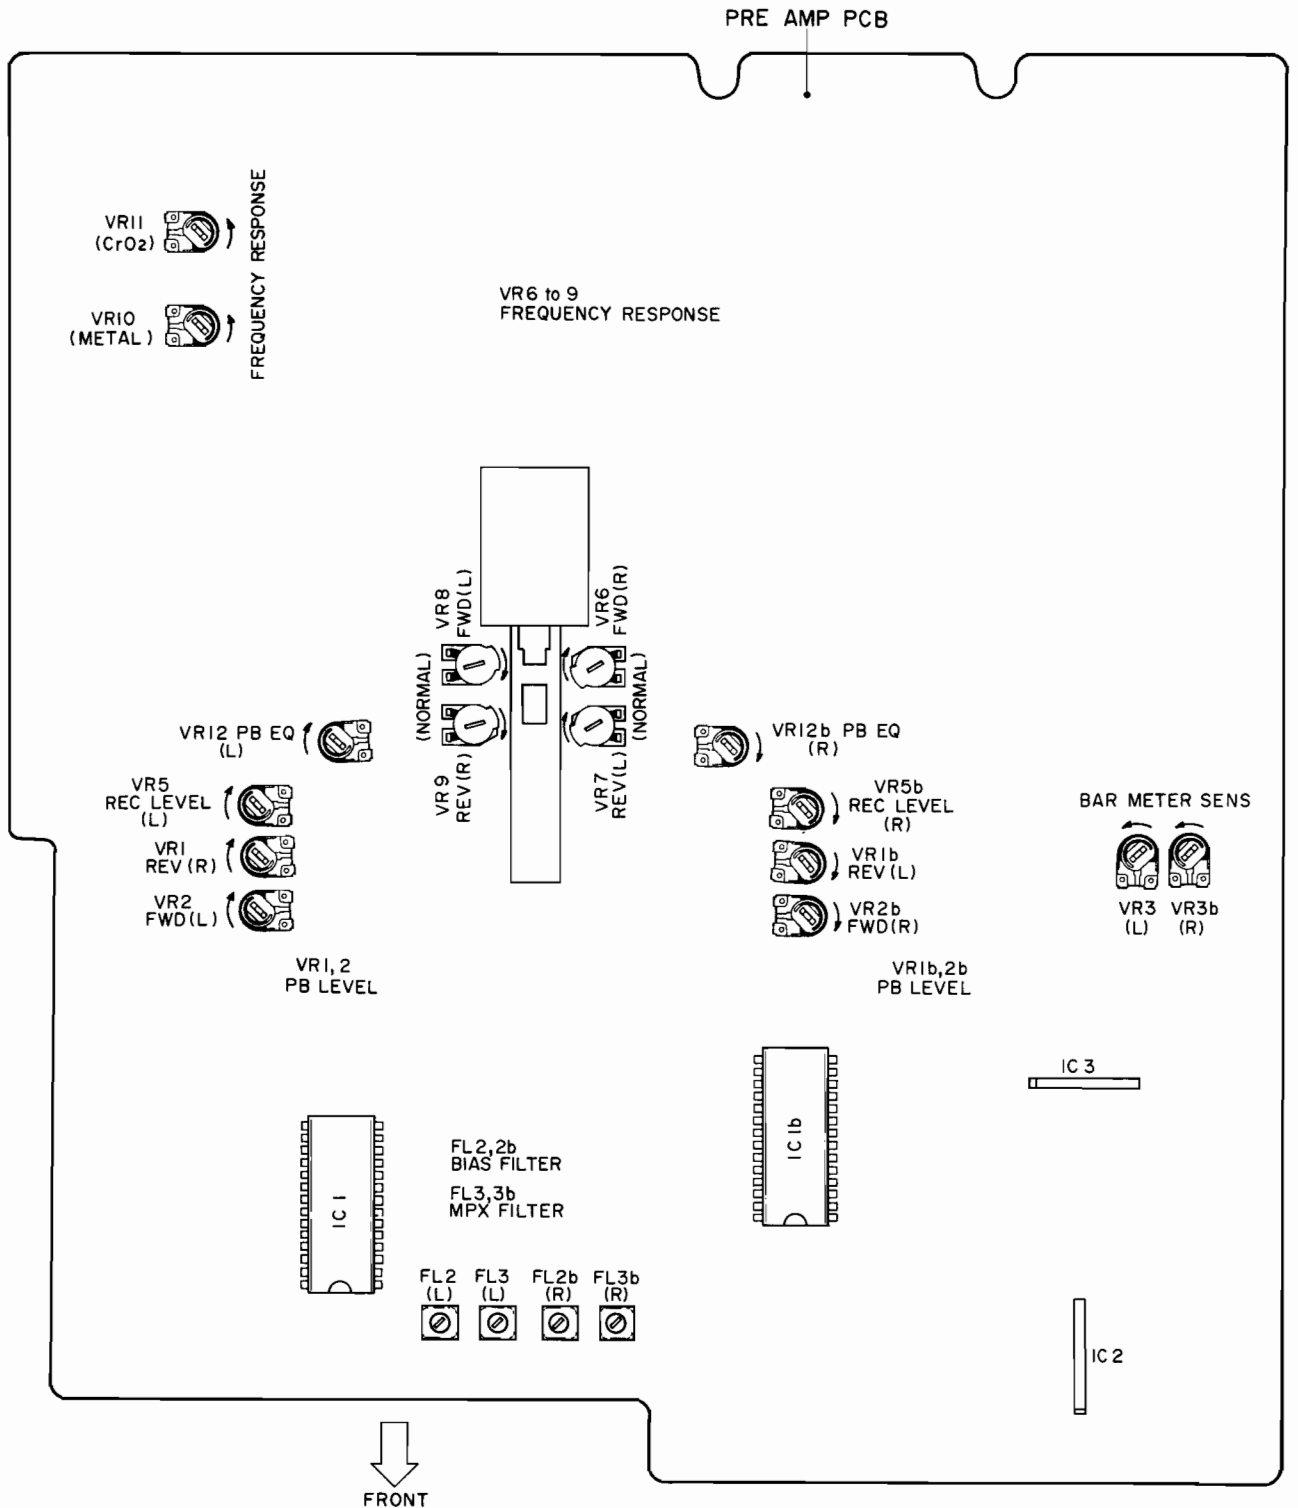 PRE AMP PCB
VR11
(CrO2)
VR10
(METAL)
FREQUENCY RESPONSE
VR6 to 9
FREQUENCY RESPONSE
VR8
FWD(L)
(NORMAL)
VR9
REV(R)
VR6
FWD(R)
(NORMAL)
VR7
REV(L)
VR12 PB EQ
(L)
VR5
REC LEVEL
(L)
VR1
REV(R)
VR2
FWD(L)
VR1, 2
PB LEVEL
VR12b PB EQ
(R)
VR5b
REC LEVEL
(R)
VR1b
REV(L)
VR2b
FWD(R)
VR1b,2b
PB LEVEL
BAR METER SENS
VR3
(L)
VR3b
(R)
IC1
IC1b
IC3
IC2
FL2,2b
BIAS FILTER
FL3,3b
MPX FILTER
FL2
(L)
FL3
(L)
FL2b
(R)
FL3b
(R)
FRONT